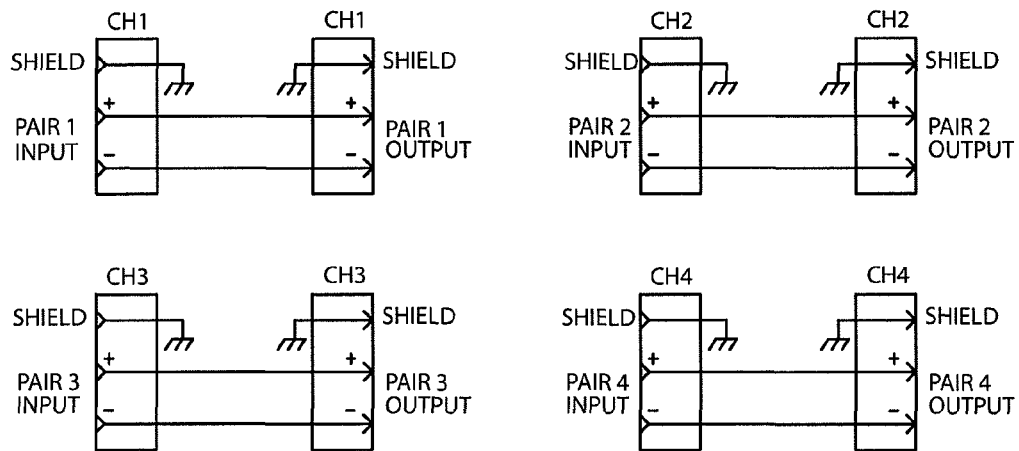 CH1 CH1 CH2 CH2
SHIELD SHIELD SHIELD SHIELD
+ + + +
PAIR 1 INPUT PAIR 1 OUTPUT PAIR 2 INPUT PAIR 2 OUTPUT
- - - -
CH3 CH3 CH4 CH4
SHIELD SHIELD SHIELD SHIELD
+ + + +
PAIR 3 INPUT PAIR 3 OUTPUT PAIR 4 INPUT PAIR 4 OUTPUT
- - - -